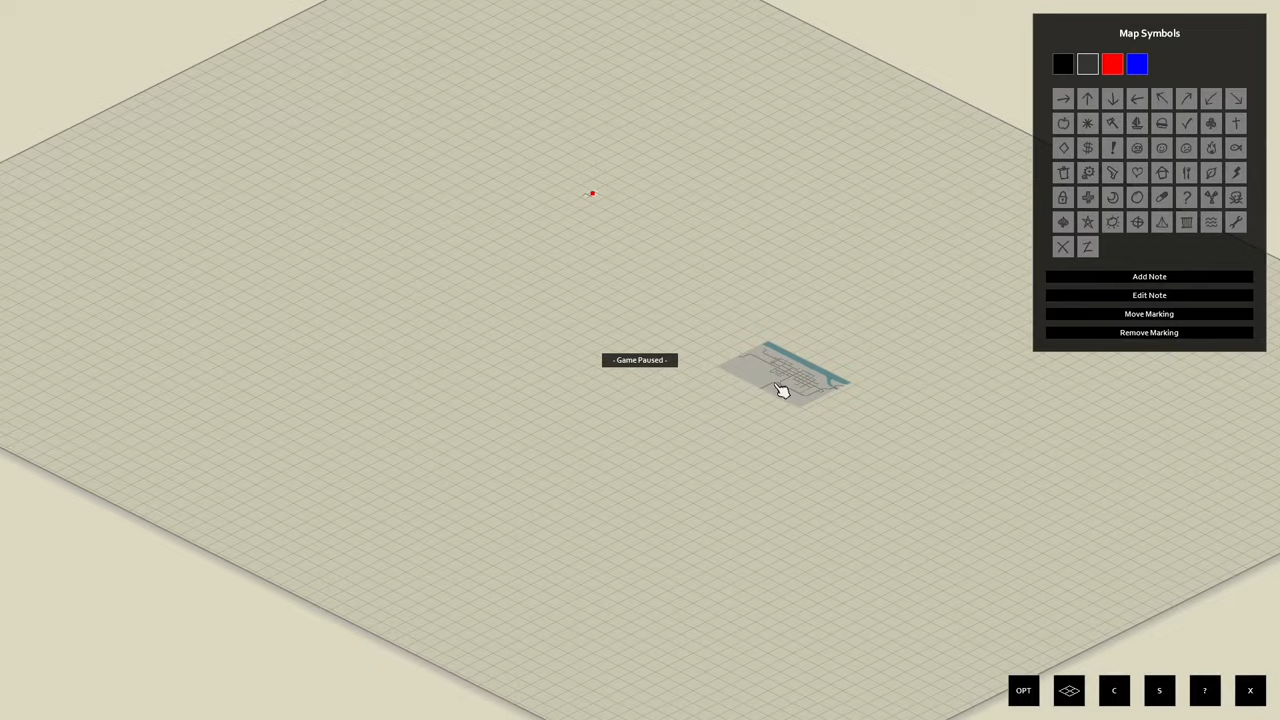 Map Symbols
- Game Paused -
Add Note
Edit Note
Move Marking
Remove Marking
OPT
C
S
?
X